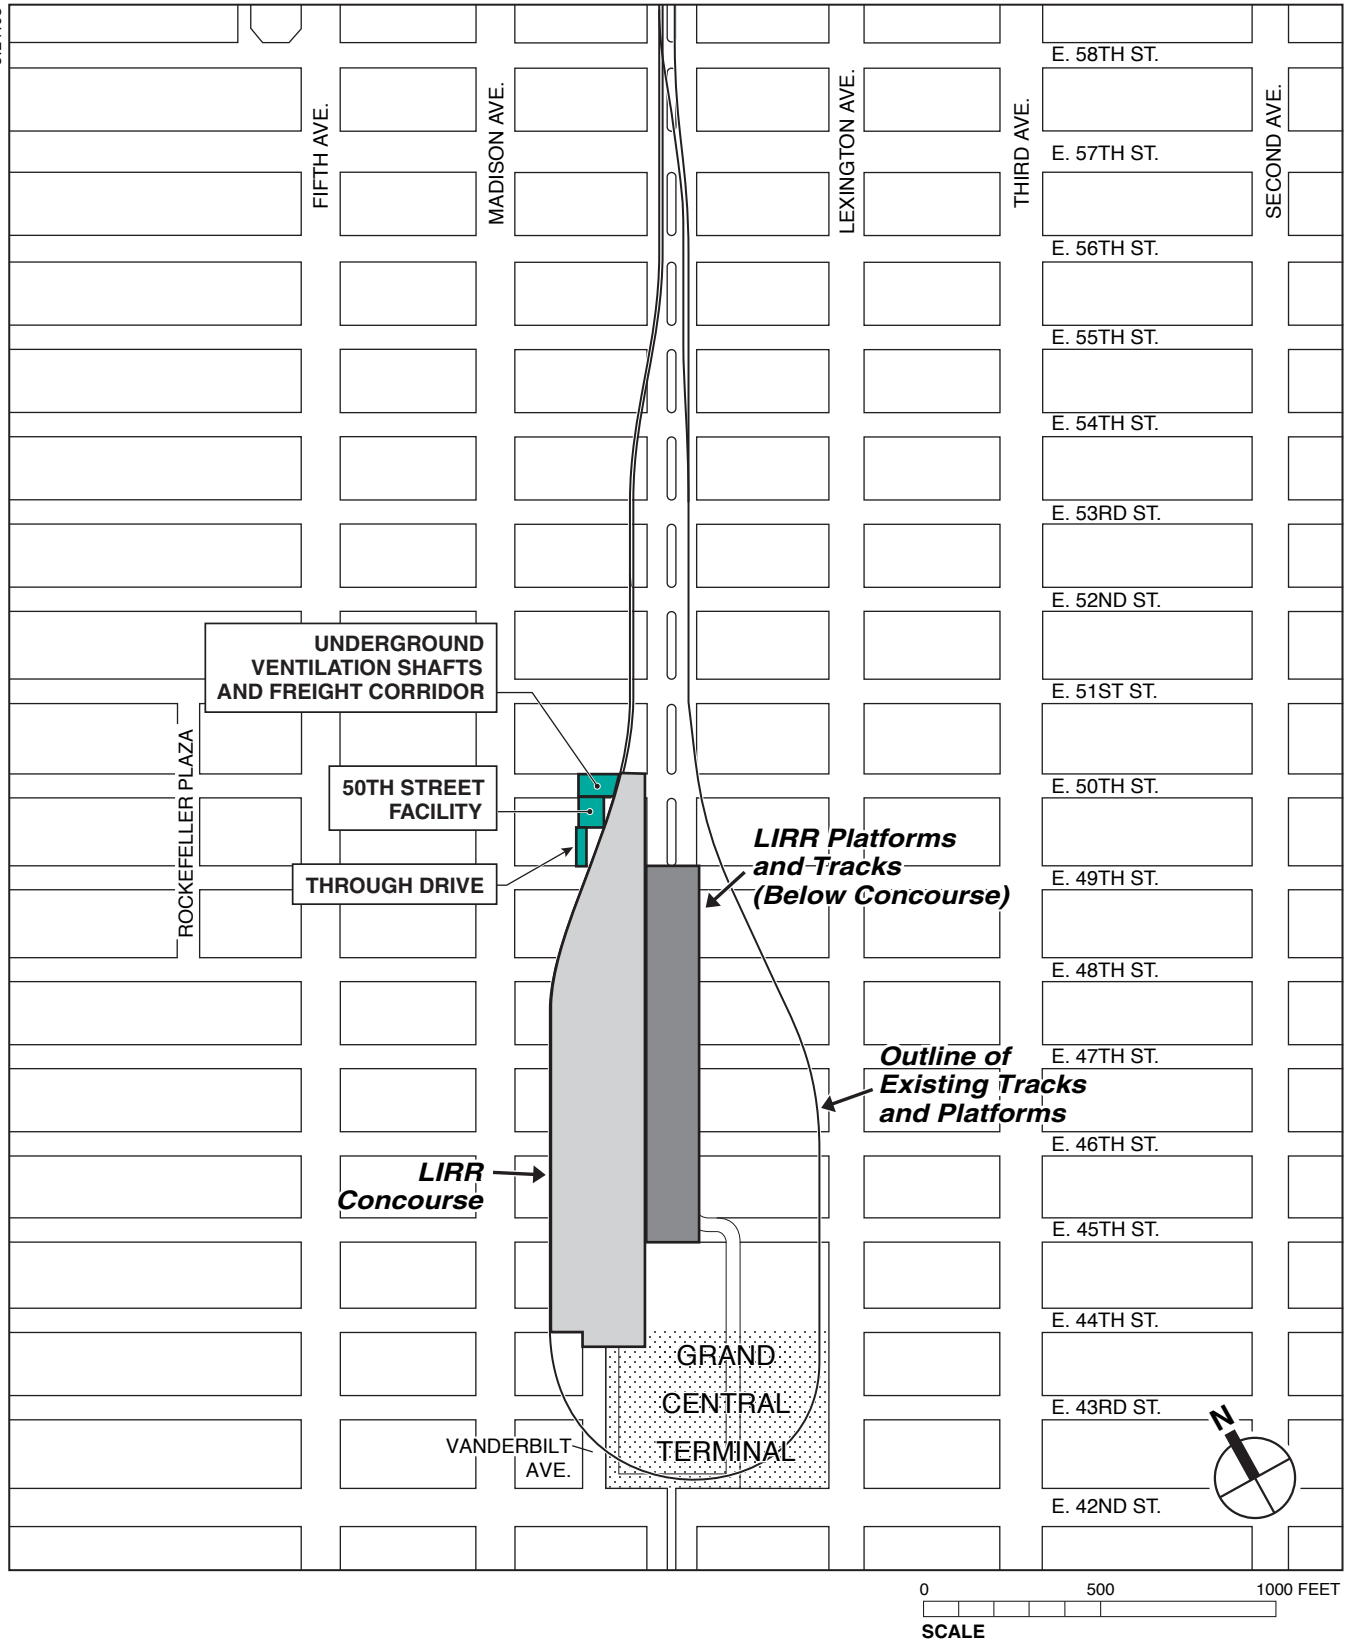 E. 58TH ST.
FIFTH AVE.
MADISON AVE.
LEXINGTON AVE.
THIRD AVE.
SECOND AVE.
E. 57TH ST.
E. 56TH ST.
E. 55TH ST.
E. 54TH ST.
E. 53RD ST.
E. 52ND ST.
UNDERGROUND
VENTILATION SHAFTS
AND FREIGHT CORRIDOR
E. 51ST ST.
ROCKEFELLER PLAZA
50TH STREET
FACILITY
E. 50TH ST.
THROUGH DRIVE
LIRR Platforms
and Tracks
(Below Concourse)
E. 49TH ST.
E. 48TH ST.
E. 47TH ST.
Outline of
Existing Tracks
and Platforms
E. 46TH ST.
LIRR
Concourse
E. 45TH ST.
E. 44TH ST.
GRAND
CENTRAL
TERMINAL
E. 43RD ST.
VANDERBILT
AVE.
N
E. 42ND ST.
0 500 1000 FEET
SCALE